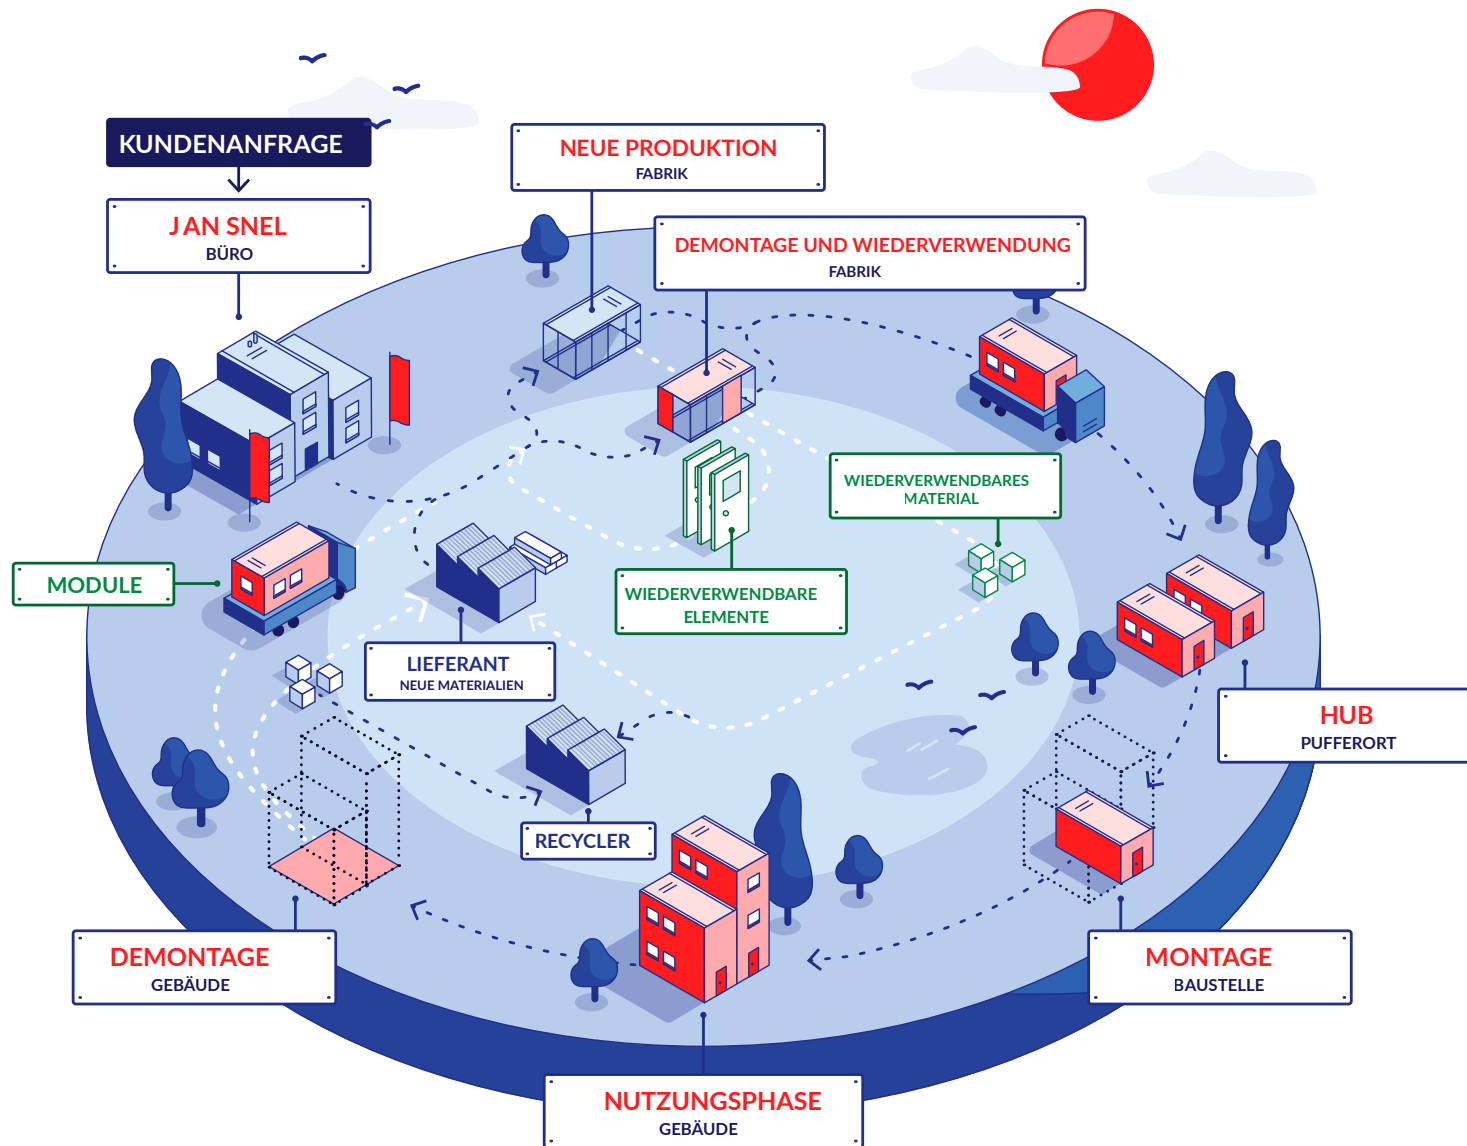 KUNDENANFRAGE
JAN SNEL
BÜRO
NEUE PRODUKTION
FABRIK
DEMONTAGE UND WIEDERVERWENDUNG
FABRIK
WIEDERVERWENDBARES
MATERIAL
MODULE
WIEDERVERWENDBARE
ELEMENTE
LIEFERANT
NEUE MATERIALIEN
HUB
PUFFERORT
RECYCLER
DEMONTAGE
GEBÄUDE
MONTAGE
BAUSTELLE
NUTZUNGSPHASE
GEBÄUDE